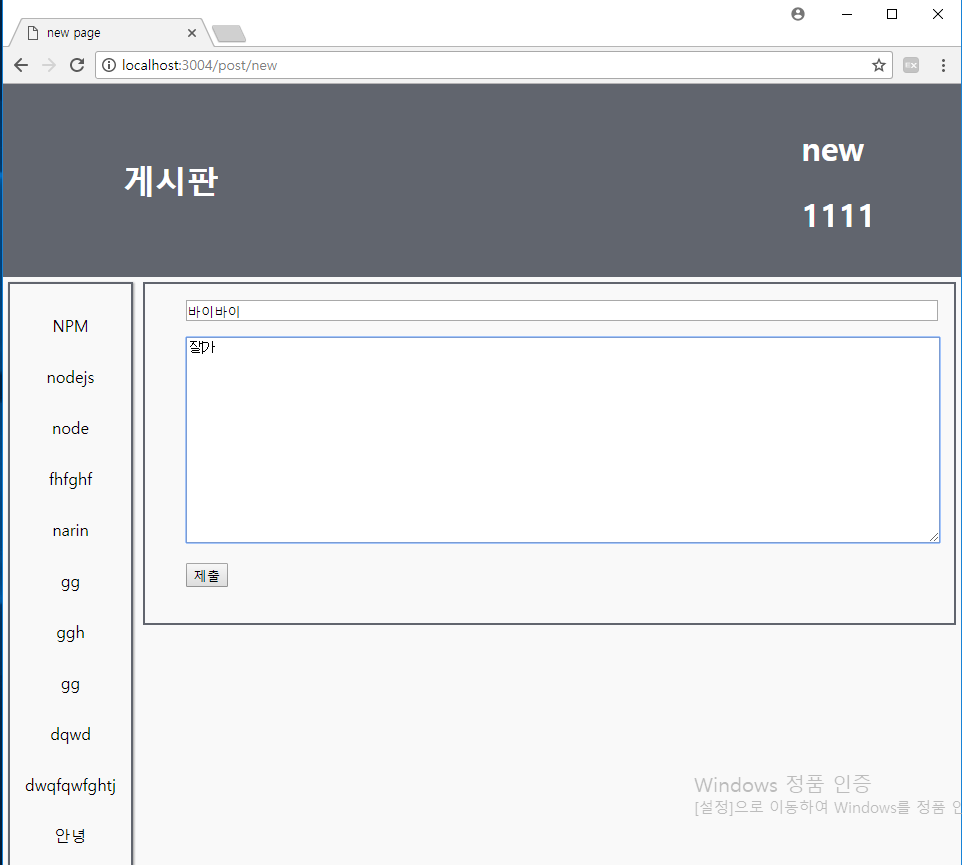 new page
localhost:3004/post/new
게시판
new
1111
NPM
nodejs
node
fhfghf
narin
gg
ggh
gg
dqwd
dwqfqwfghtj
안녕
바이바이
잘가
제출
Windows 정품 인증
[설정]으로 이동하여 Windows를 정품